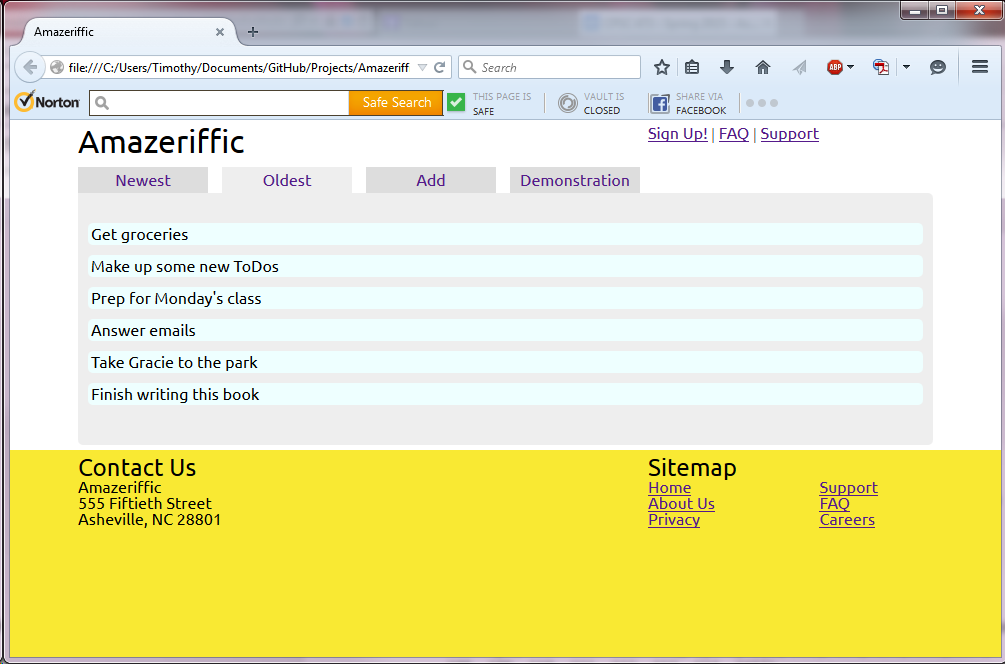 Amazeriffic
file:///C:/Users/Timothy/Documents/GitHub/Projects/Amazeriff
Search
ABP
Norton
Safe Search
THIS PAGE IS
SAFE
VAULT IS
CLOSED
SHARE VIA
FACEBOOK
Amazeriffic
Sign Up! | FAQ | Support
Newest Oldest Add Demonstration
Get groceries
Make up some new ToDos
Prep for Monday's class
Answer emails
Take Gracie to the park
Finish writing this book
Contact Us
Amazeriffic
555 Fiftieth Street
Asheville, NC 28801
Sitemap
Home Support
About Us FAQ
Privacy Careers